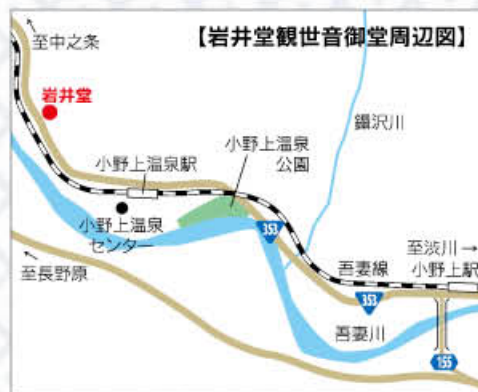 【岩井堂観世音御堂周辺図】
至中之条
岩井堂
鑷沢川
小野上温泉
公園
小野上温泉駅
小野上温泉
センター
353
至渋川→
小野上駅
吾妻線
至長野原
353
吾妻川
155